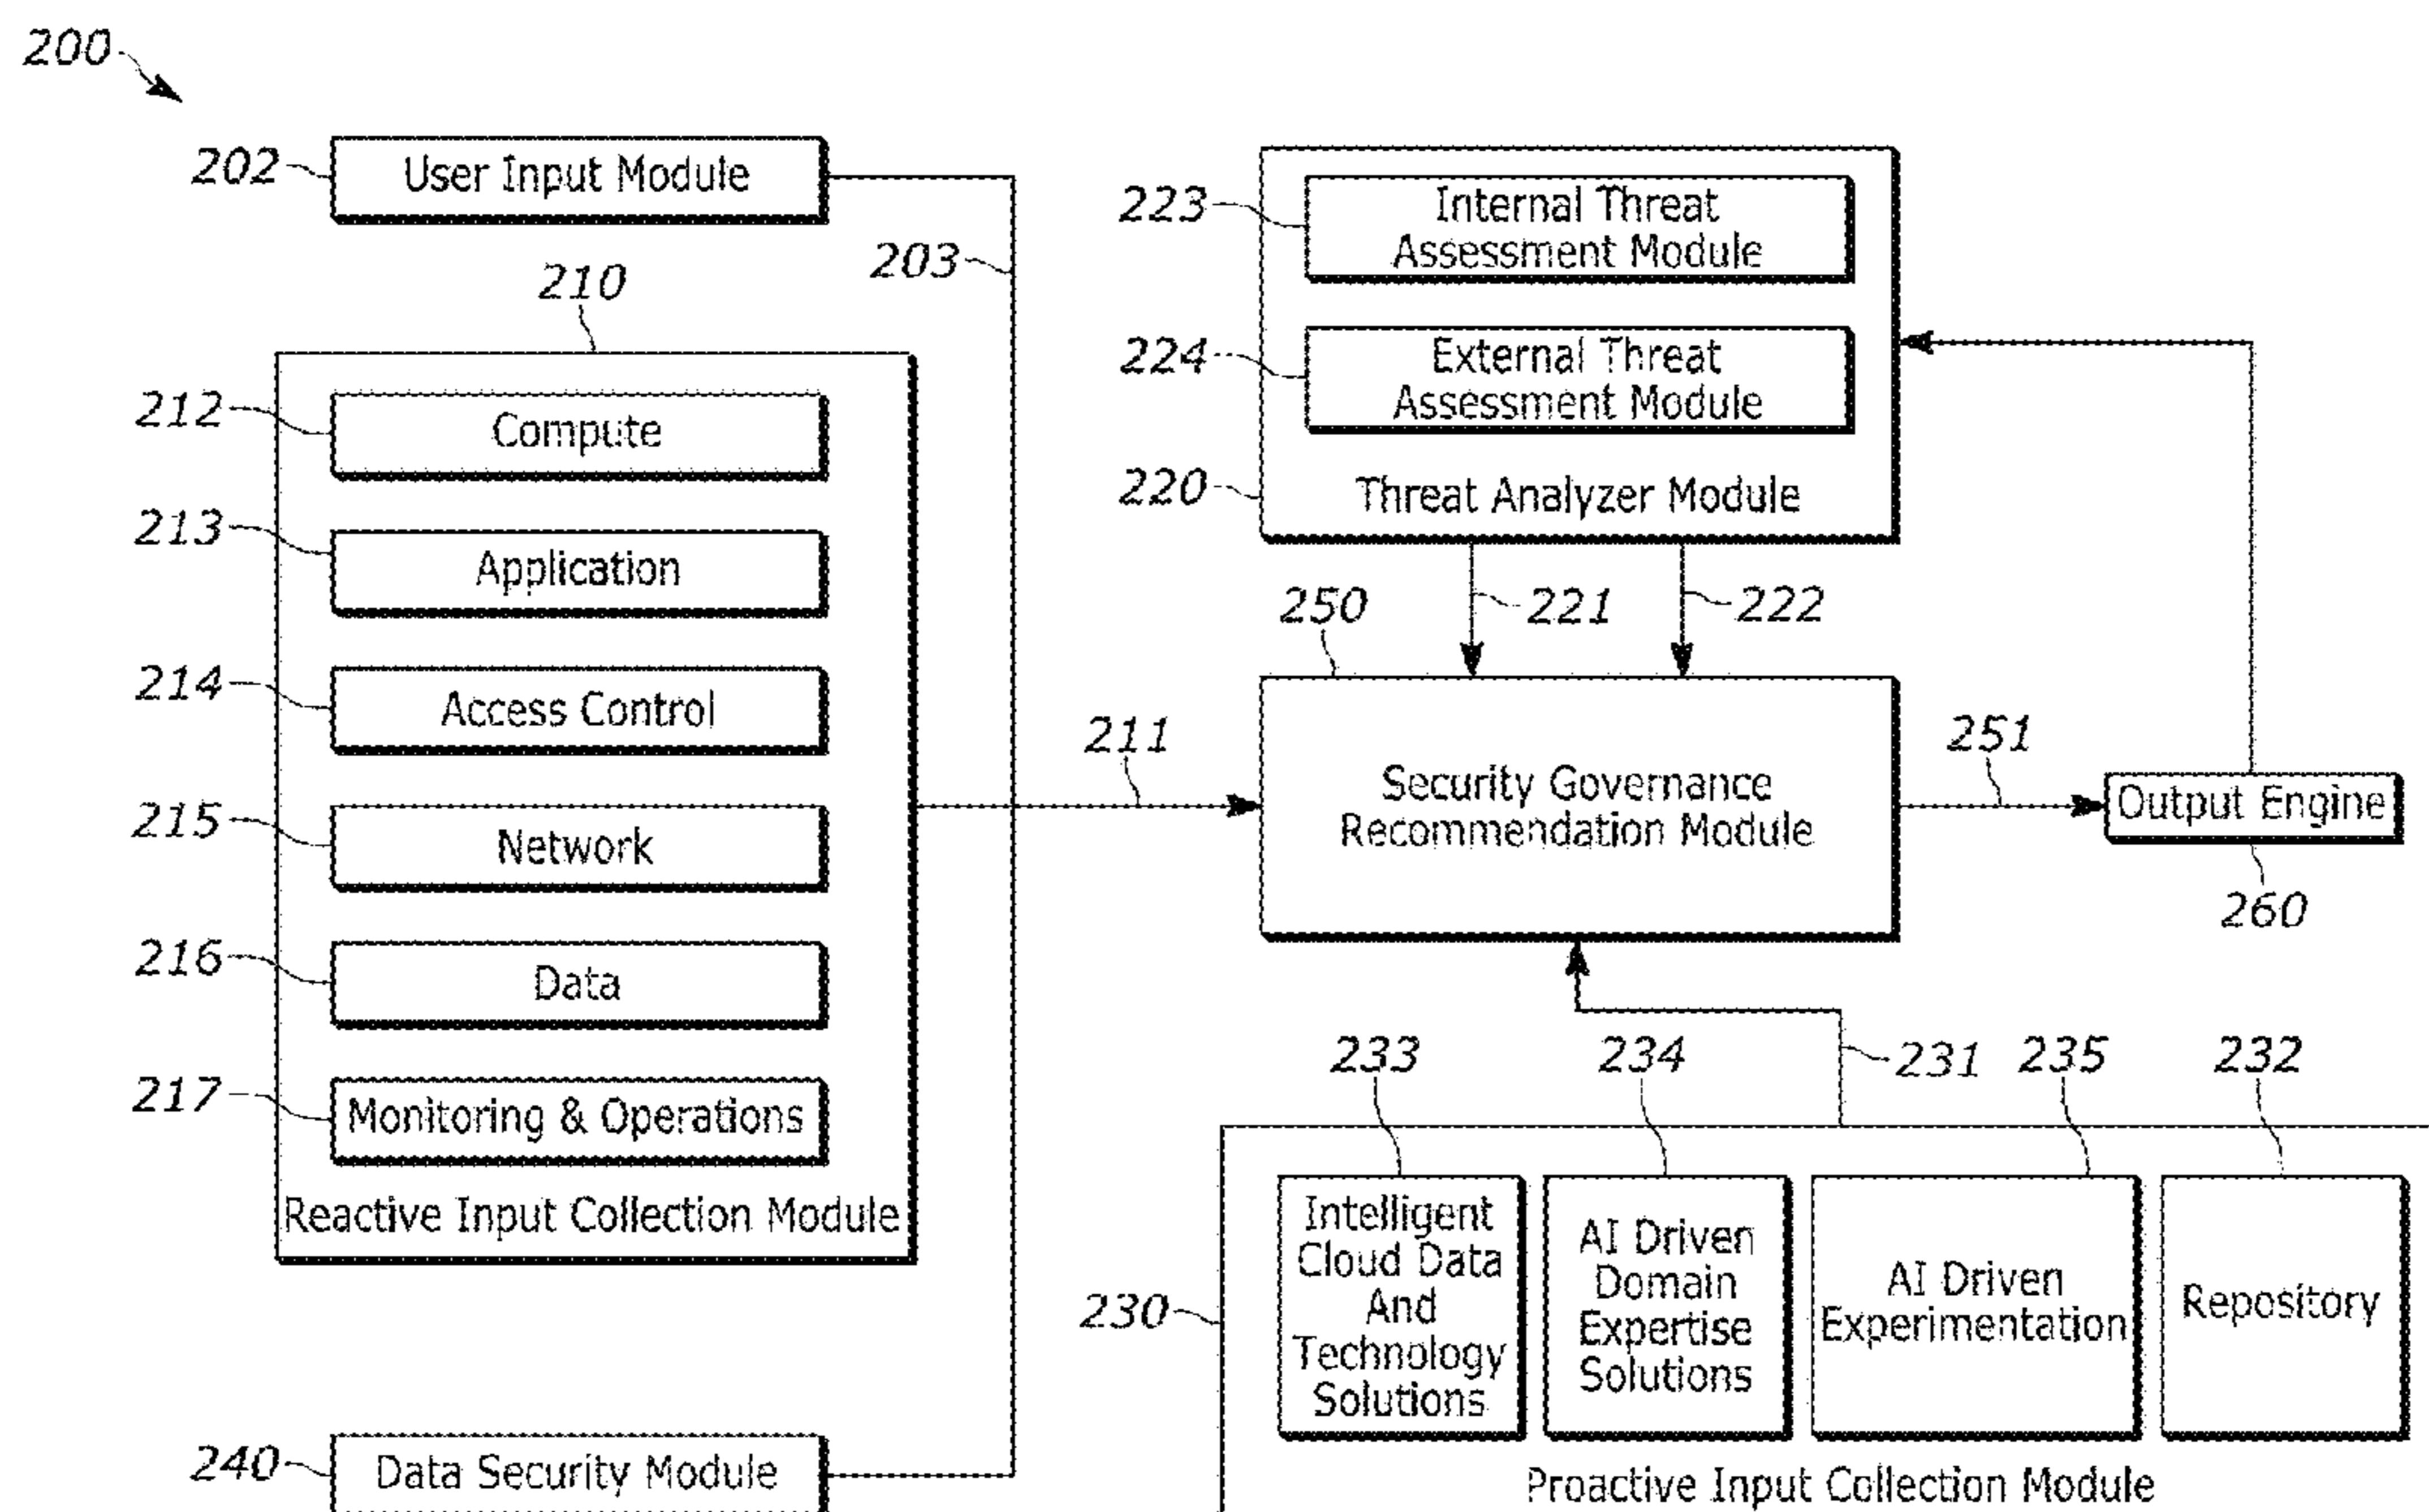 200
202
User Input Module
203
210
212
Compute
213
Application
214
Access Control
215
Network
216
Data
217
Monitoring & Operations
Reactive Input Collection Module
240
Data Security Module
223
Internal Threat
Assessment Module
224
External Threat
Assessment Module
220
Threat Analyzer Module
221
222
250
211
Security Governance
Recommendation Module
251
Output Engine
260
231
233
234
235
232
230
Intelligent
Cloud Data
And
Technology
Solutions
AI Driven
Domain
Expertise
Solutions
AI Driven
Experimentation
Repository
Proactive Input Collection Module